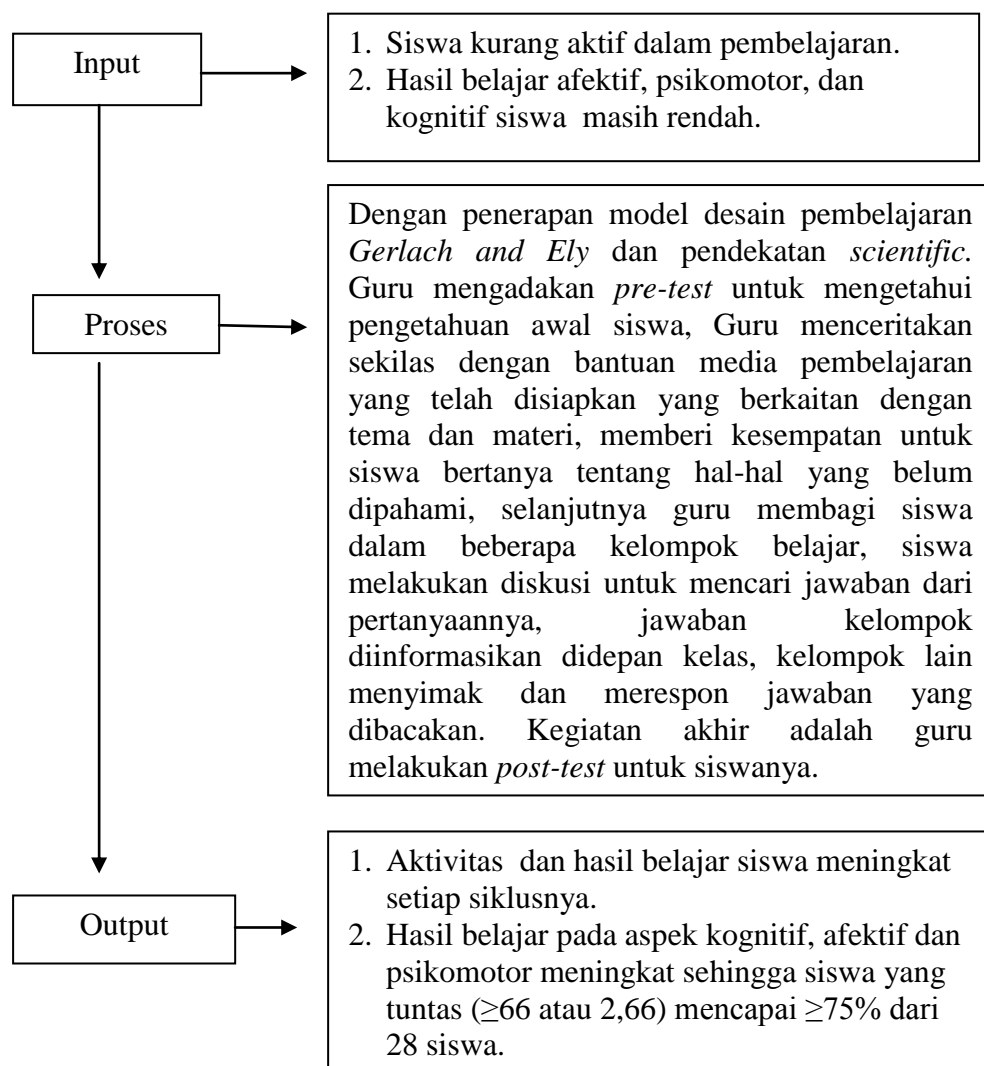 Input
1. Siswa kurang aktif dalam pembelajaran.
2. Hasil belajar afektif, psikomotor, dan
kognitif siswa masih rendah.
Proses
Dengan penerapan model desain pembelajaran
Gerlach and Ely dan pendekatan scientific.
Guru mengadakan pre-test untuk mengetahui
pengetahuan awal siswa, Guru menceritakan
sekilas dengan bantuan media pembelajaran
yang telah disiapkan yang berkaitan dengan
tema dan materi, memberi kesempatan untuk
siswa bertanya tentang hal-hal yang belum
dipahami, selanjutnya guru membagi siswa
dalam beberapa kelompok belajar, siswa
melakukan diskusi untuk mencari jawaban dari
pertanyaannya, jawaban kelompok
diinformasikan didepan kelas, kelompok lain
menyimak dan merespon jawaban yang
dibacakan. Kegiatan akhir adalah guru
melakukan post-test untuk siswanya.
Output
1. Aktivitas dan hasil belajar siswa meningkat
setiap siklusnya.
2. Hasil belajar pada aspek kognitif, afektif dan
psikomotor meningkat sehingga siswa yang
tuntas (≥66 atau 2,66) mencapai ≥75% dari
28 siswa.